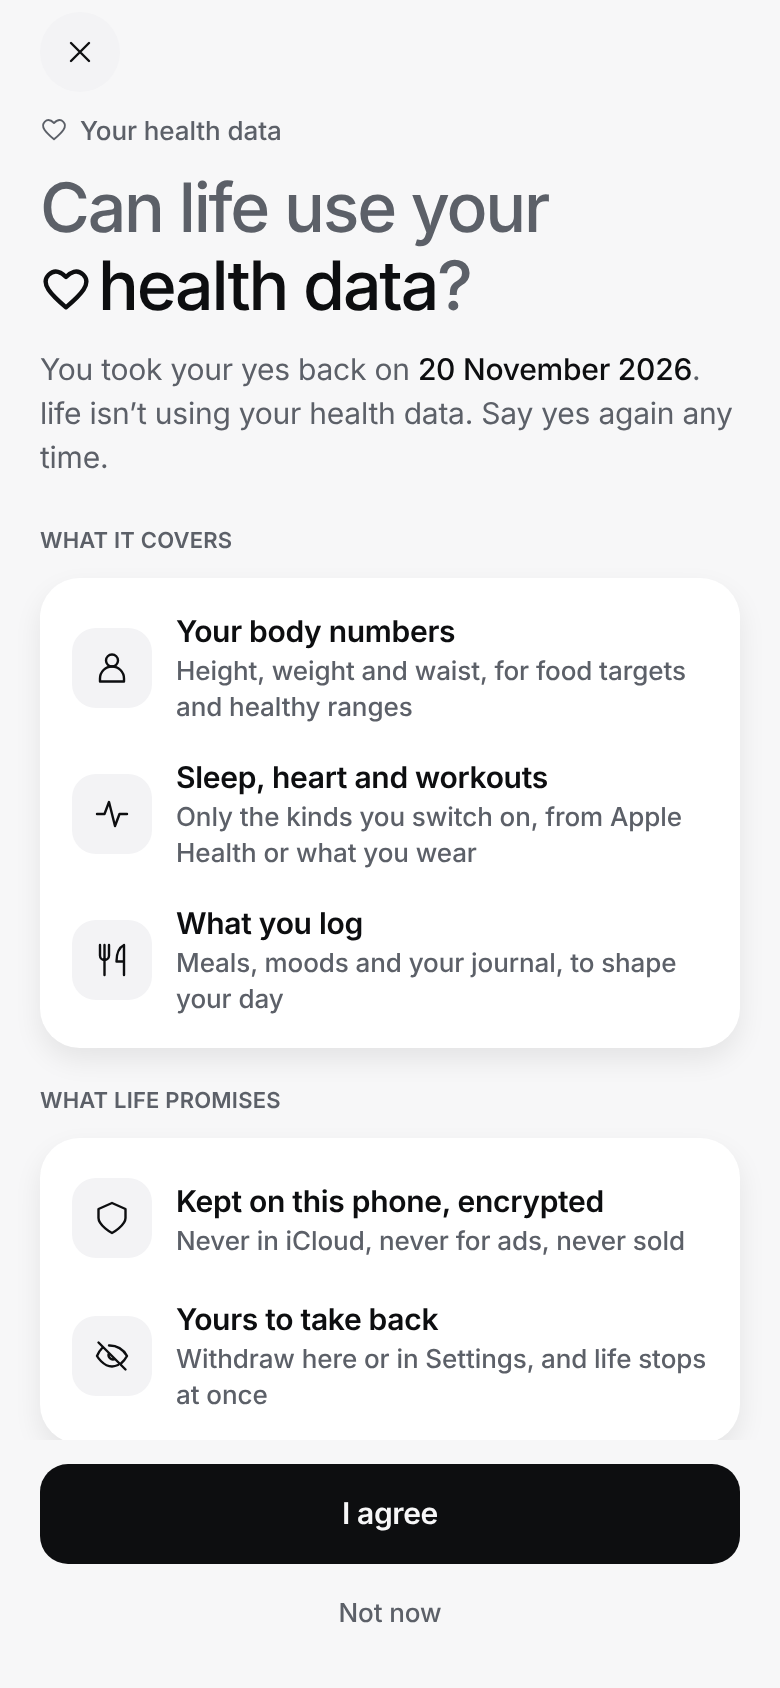 Your health data
Can life use your
health data?
You took your yes back on 20 November 2026.
life isn’t using your health data. Say yes again any
time.
WHAT IT COVERS
Your body numbers
Height, weight and waist, for food targets
and healthy ranges
Sleep, heart and workouts
Only the kinds you switch on, from Apple
Health or what you wear
What you log
Meals, moods and your journal, to shape
your day
WHAT LIFE PROMISES
Kept on this phone, encrypted
Never in iCloud, never for ads, never sold
Yours to take back
Withdraw here or in Settings, and life stops
at once
I agree
Not now